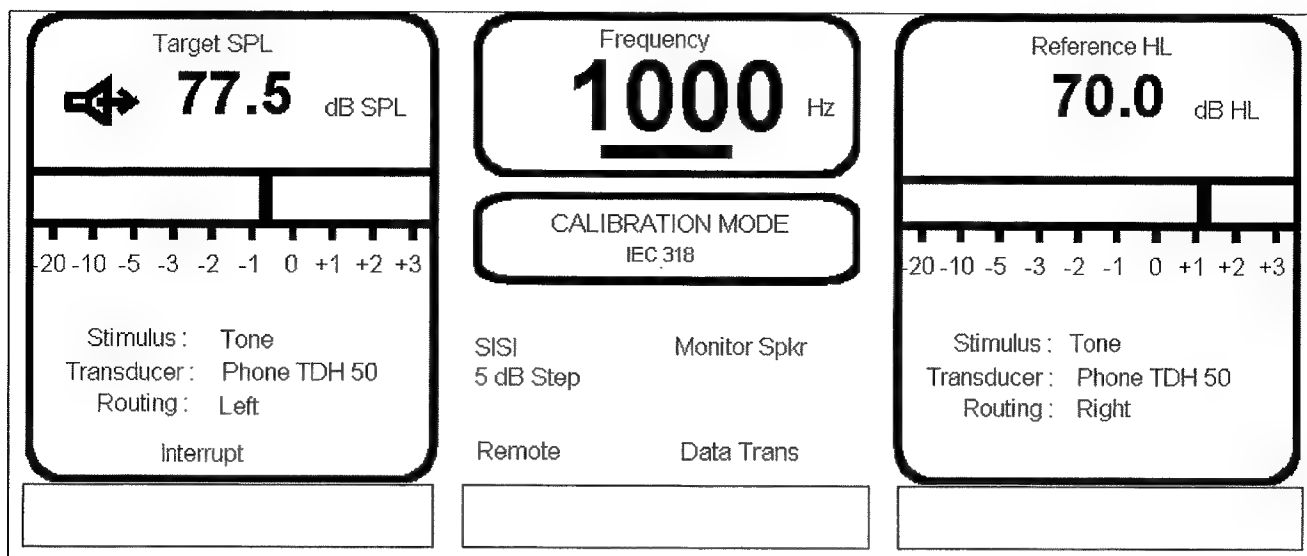 Target SPL
77.5 dB SPL
-20 -10 -5 -3 -2 -1 0 +1 +2 +3
Stimulus : Tone
Transducer : Phone TDH 50
Routing : Left
Interrupt
Frequency
1000 Hz
CALIBRATION MODE
IEC 318
SISI Monitor Spkr
5 dB Step
Remote Data Trans
Reference HL
70.0 dB HL
-20 -10 -5 -3 -2 -1 0 +1 +2 +3
Stimulus : Tone
Transducer : Phone TDH 50
Routing : Right